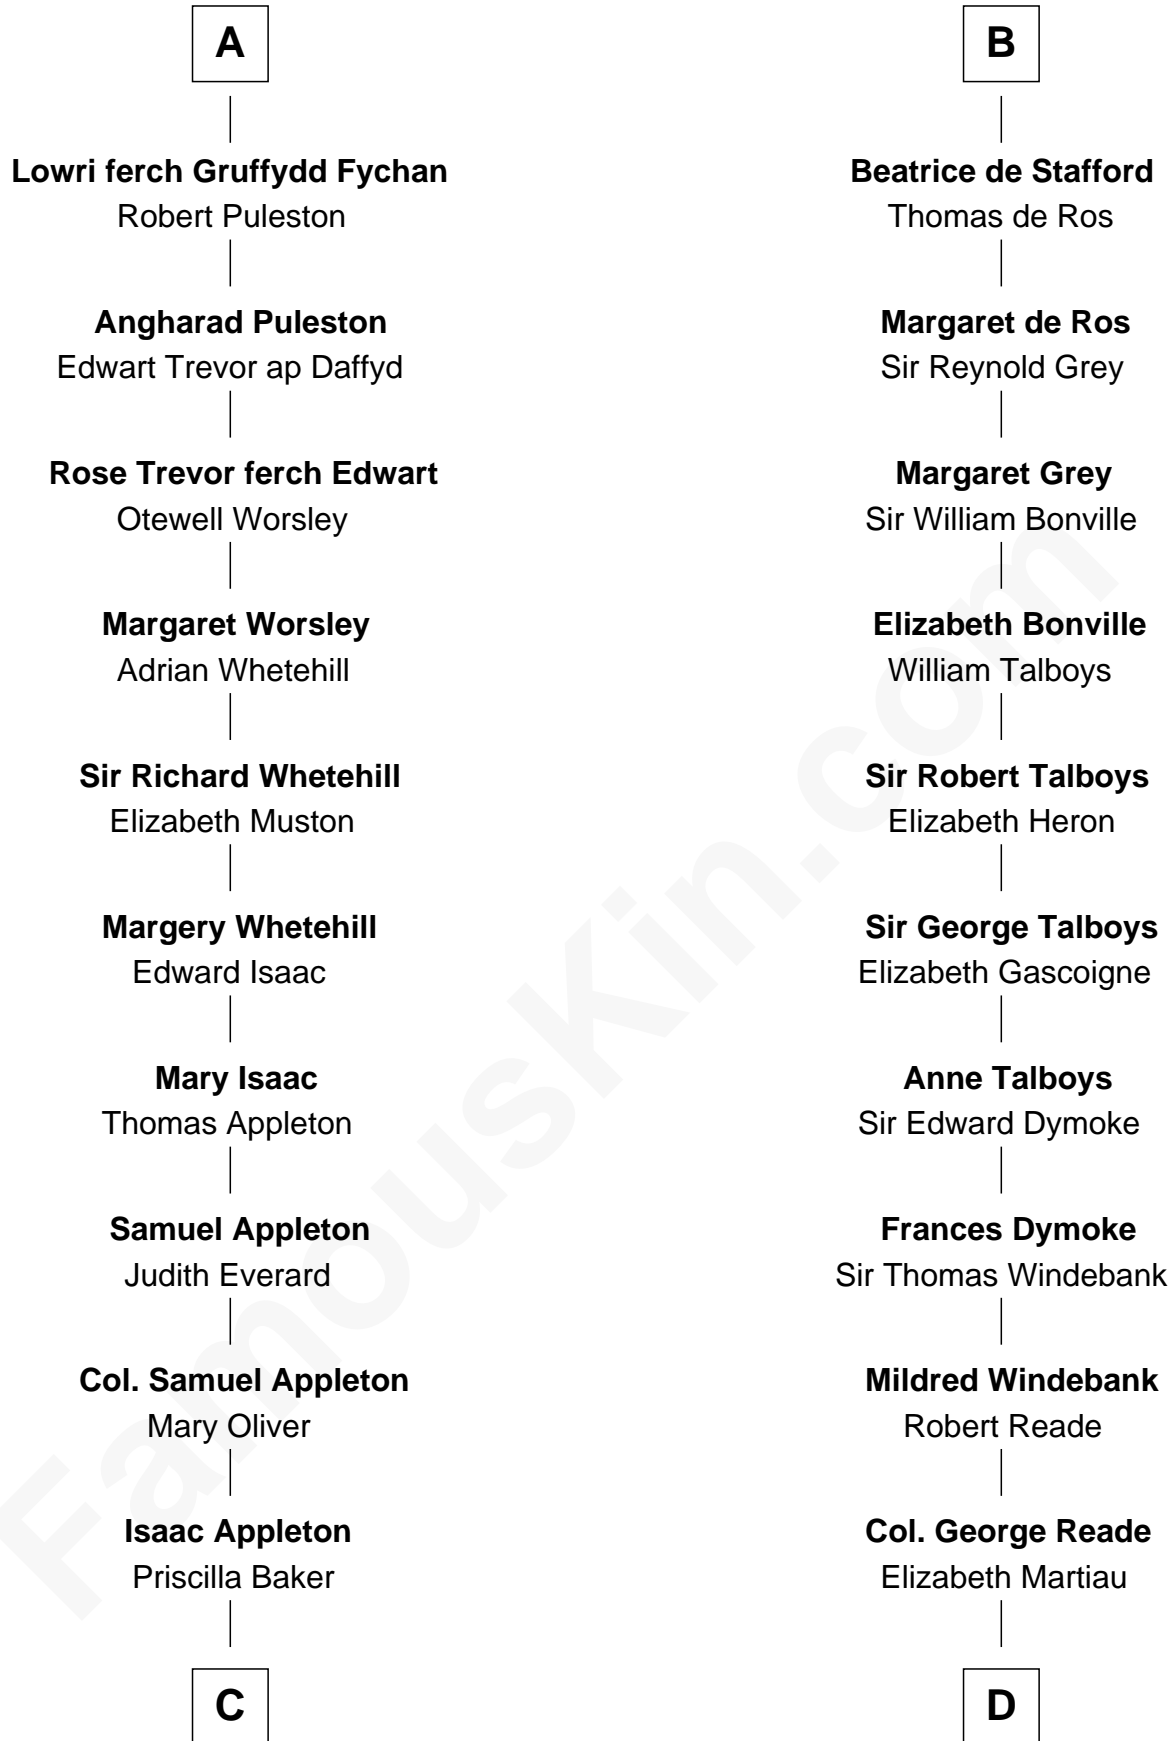 A
Lowri ferch Gruffydd Fychan
Robert Puleston
Angharad Puleston
Edwart Trevor ap Daffyd
Rose Trevor ferch Edwart
Otewell Worsley
Margaret Worsley
Adrian Whetehill
Sir Richard Whetehill
Elizabeth Muston
Margery Whetehill
Edward Isaac
Mary Isaac
Thomas Appleton
Samuel Appleton
Judith Everard
Col. Samuel Appleton
Mary Oliver
Isaac Appleton
Priscilla Baker
C
B
Beatrice de Stafford
Thomas de Ros
Margaret de Ros
Sir Reynold Grey
Margaret Grey
Sir William Bonville
Elizabeth Bonville
William Talboys
Sir Robert Talboys
Elizabeth Heron
Sir George Talboys
Elizabeth Gascoigne
Anne Talboys
Sir Edward Dymoke
Frances Dymoke
Sir Thomas Windebank
Mildred Windebank
Robert Reade
Col. George Reade
Elizabeth Martiau
D
FamousKin.com